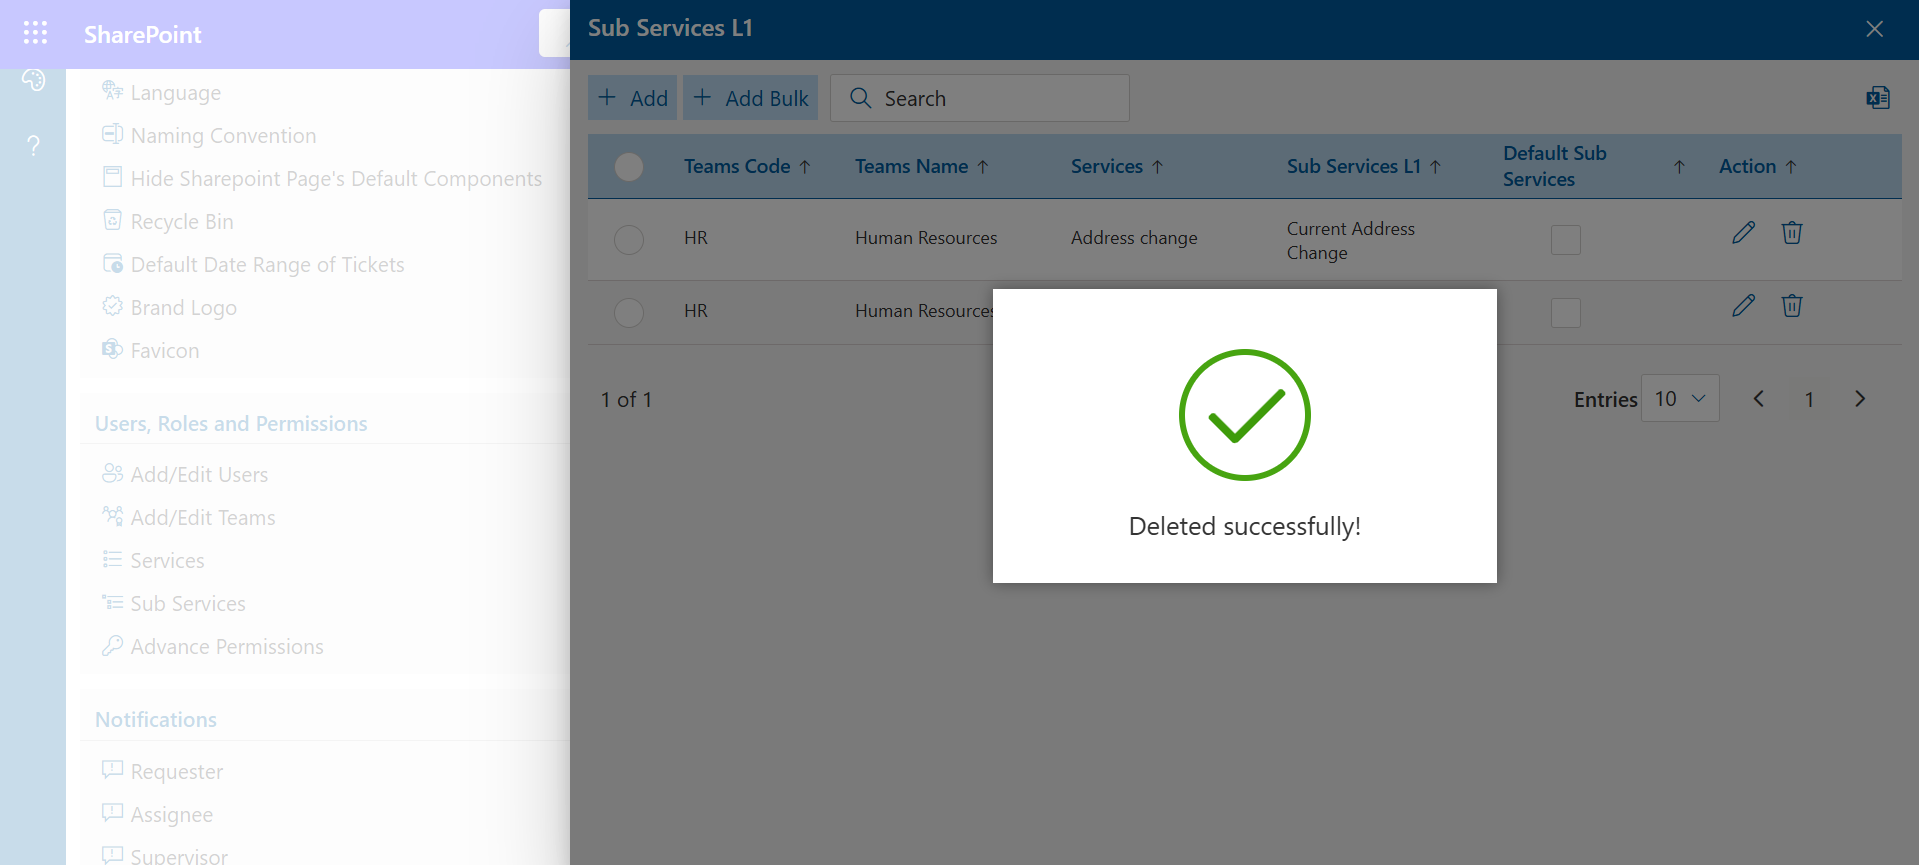 SharePoint
Language
Naming Convention
Hide Sharepoint Page's Default Components
Recycle Bin
Default Date Range of Tickets
Brand Logo
Favicon
Users, Roles and Permissions
Add/Edit Users
Add/Edit Teams
Services
Sub Services
Advance Permissions
Notifications
Requester
Assignee
Supervisor
Sub Services L1
Add
Add Bulk
Search
Teams Code Teams Name Services Sub Services L1 Default Sub Services Action
HR Human Resources Address change Current Address Change
HR Human Resources
1 of 1
Entries 10 1
Deleted successfully!